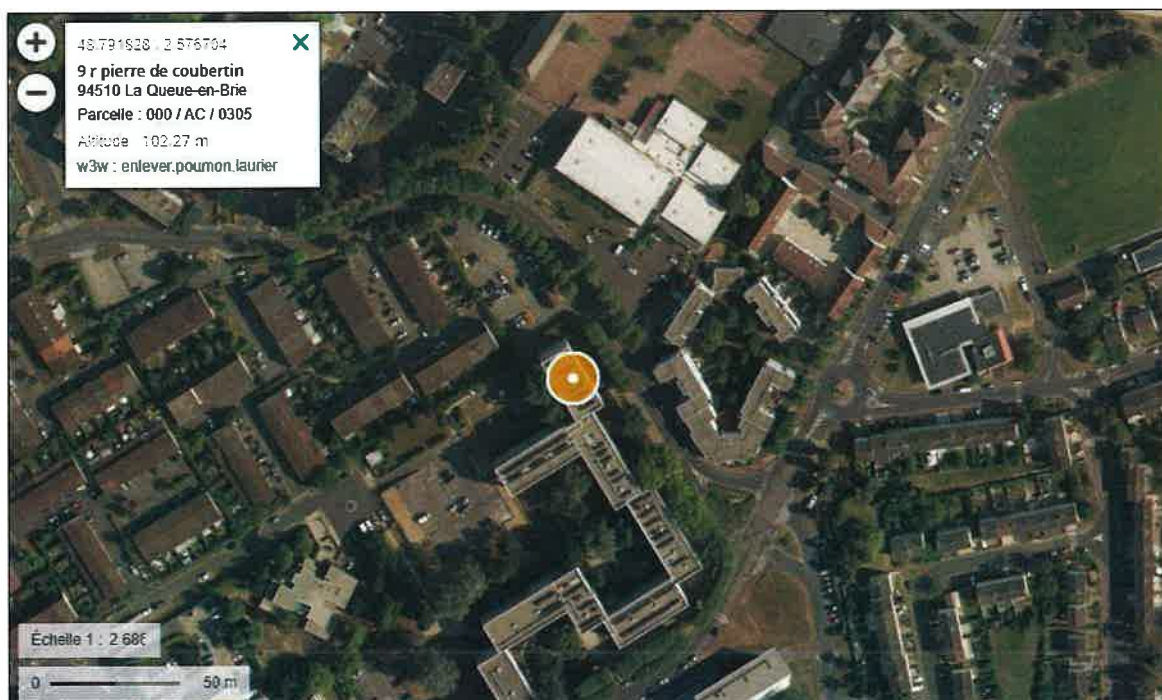 48.791828 , 2.576704
9 r pierre de coubertin
94510 La Queue-en-Brie
Parcelle : 000 / AC / 0305
Altitude : 102.27 m
w3w : enlever.poumon.laurier
Échelle 1 : 2 686
0 50 m